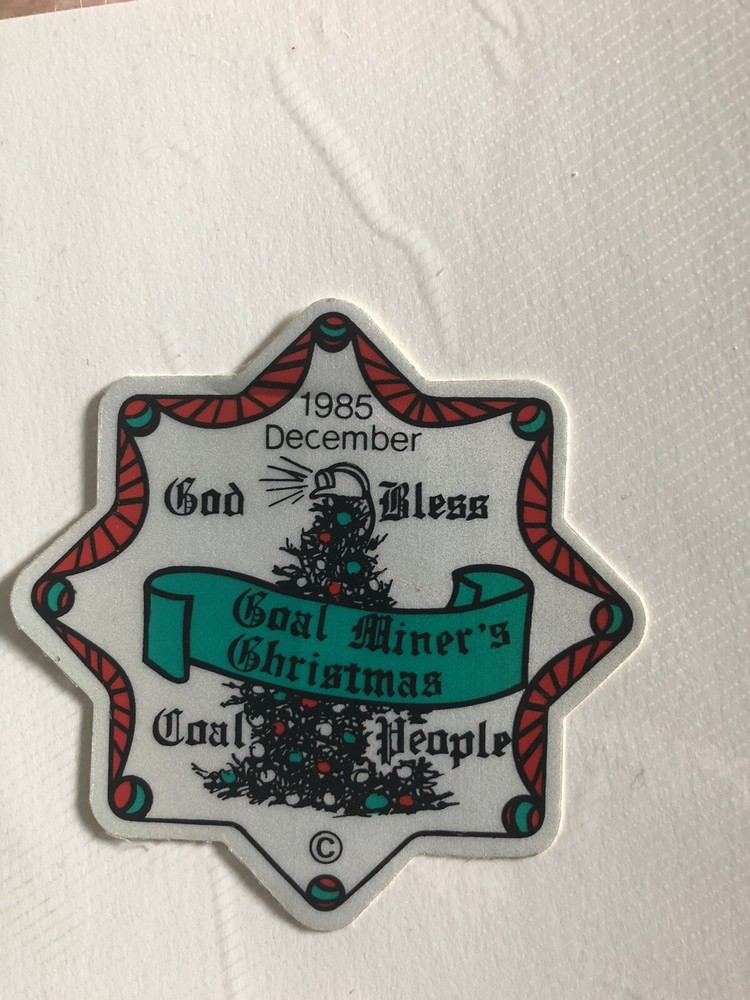 1985
December
God Bless
Coal Miner's
Christmas
Coal People
©